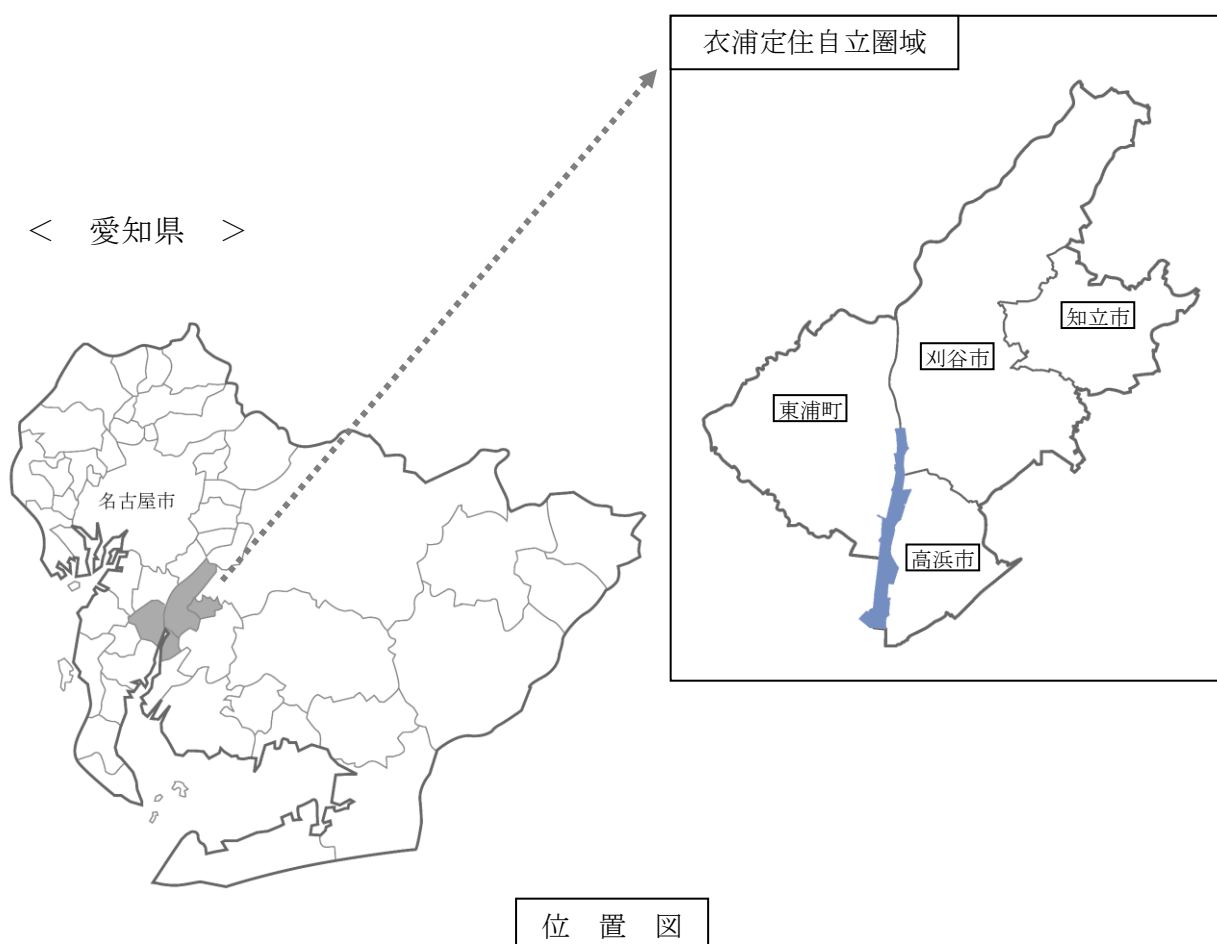 衣浦定住自立圏域
＜　愛知県　＞
知立市
刈谷市
東浦町
名古屋市
高浜市
位　置　図